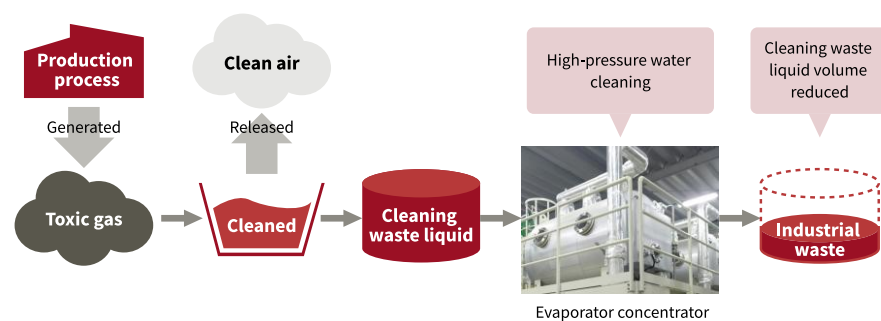 Production
process
Generated
Toxic gas
Clean air
Released
Cleaned
Cleaning
waste liquid
High-pressure water
cleaning
Evaporator concentrator
Cleaning waste
liquid volume
reduced
Industrial
waste